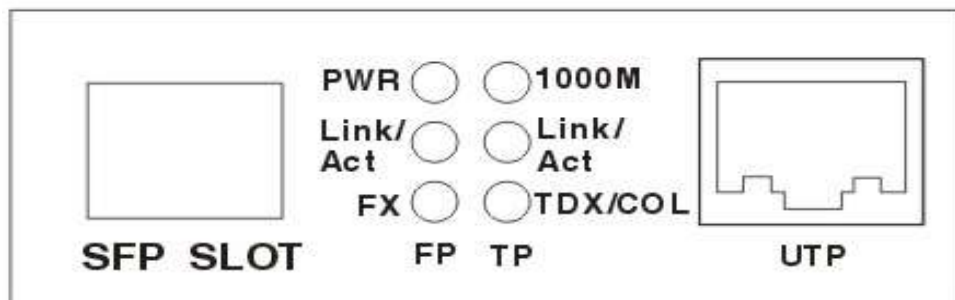 PWR 1000M
Link/ Link/
Act Act
FX TDX/COL
SFP SLOT FP TP UTP